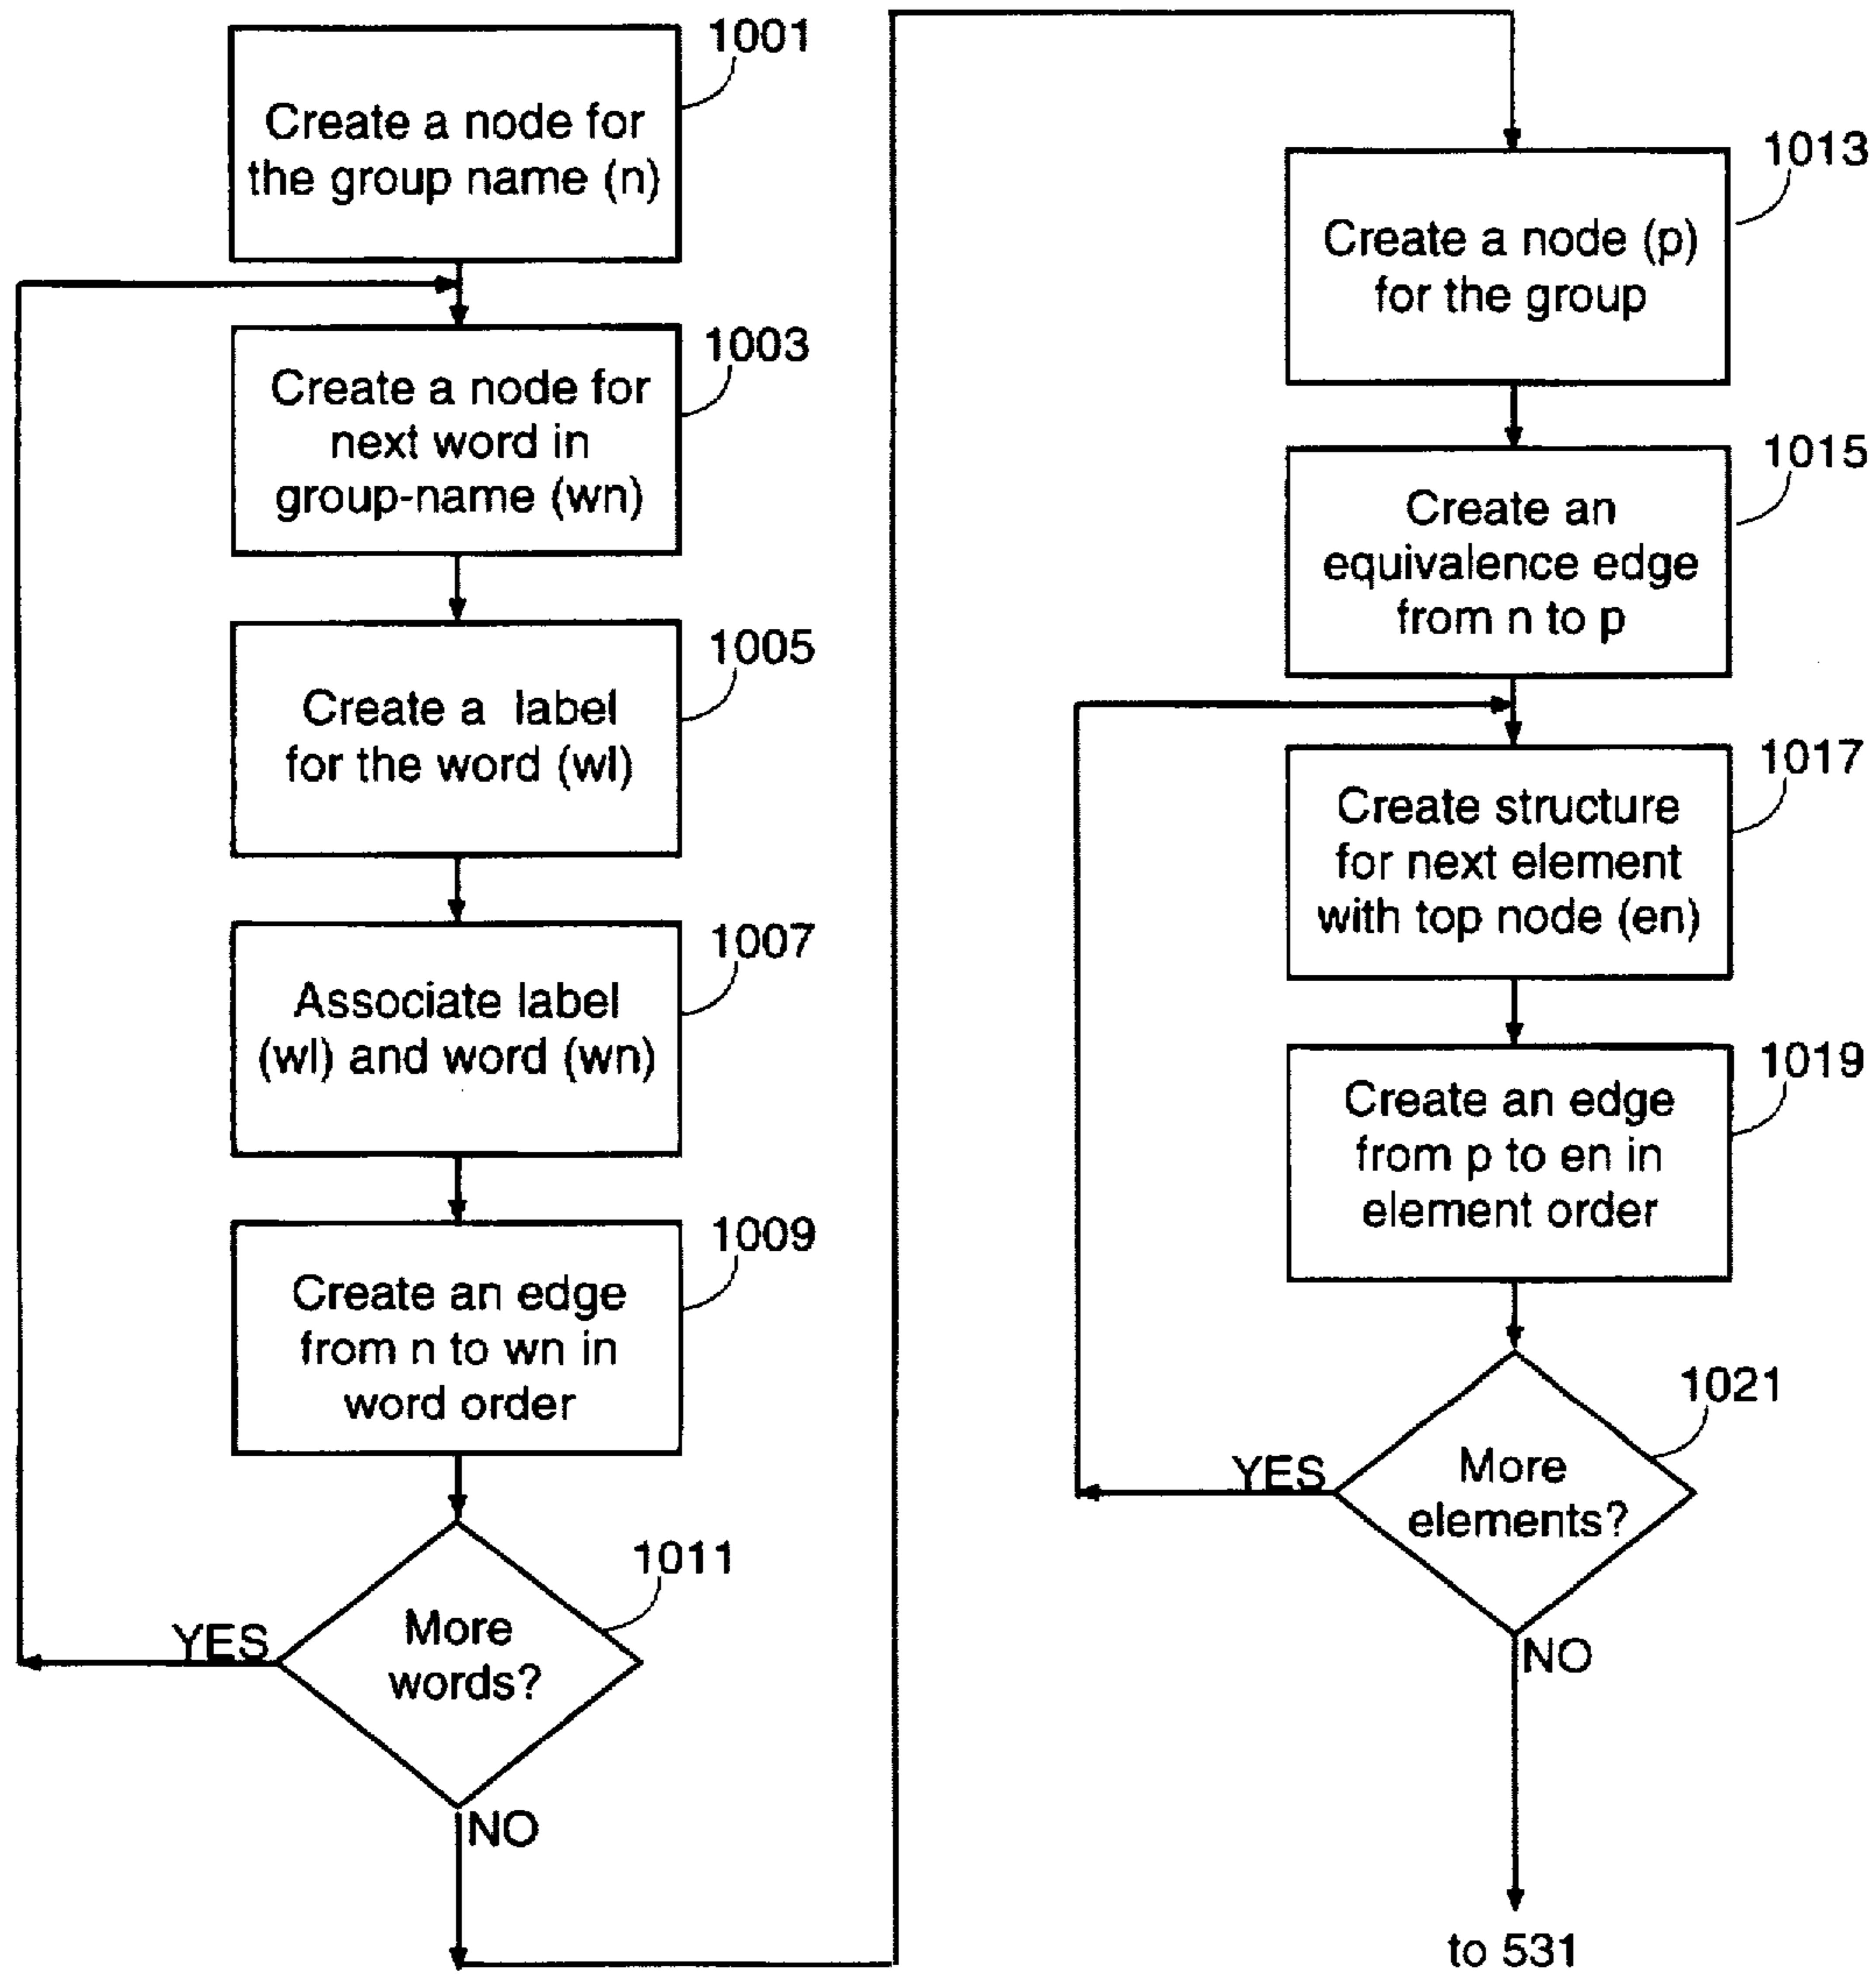 1001
Create a node for
the group name (n)
1003
Create a node for
next word in
group-name (wn)
1005
Create a label
for the word (wl)
1007
Associate label
(wl) and word (wn)
1009
Create an edge
from n to wn in
word order
1011
More
words?
YES
NO
1013
Create a node (p)
for the group
1015
Create an
equivalence edge
from n to p
1017
Create structure
for next element
with top node (en)
1019
Create an edge
from p to en in
element order
1021
More
elements?
YES
NO
to 531